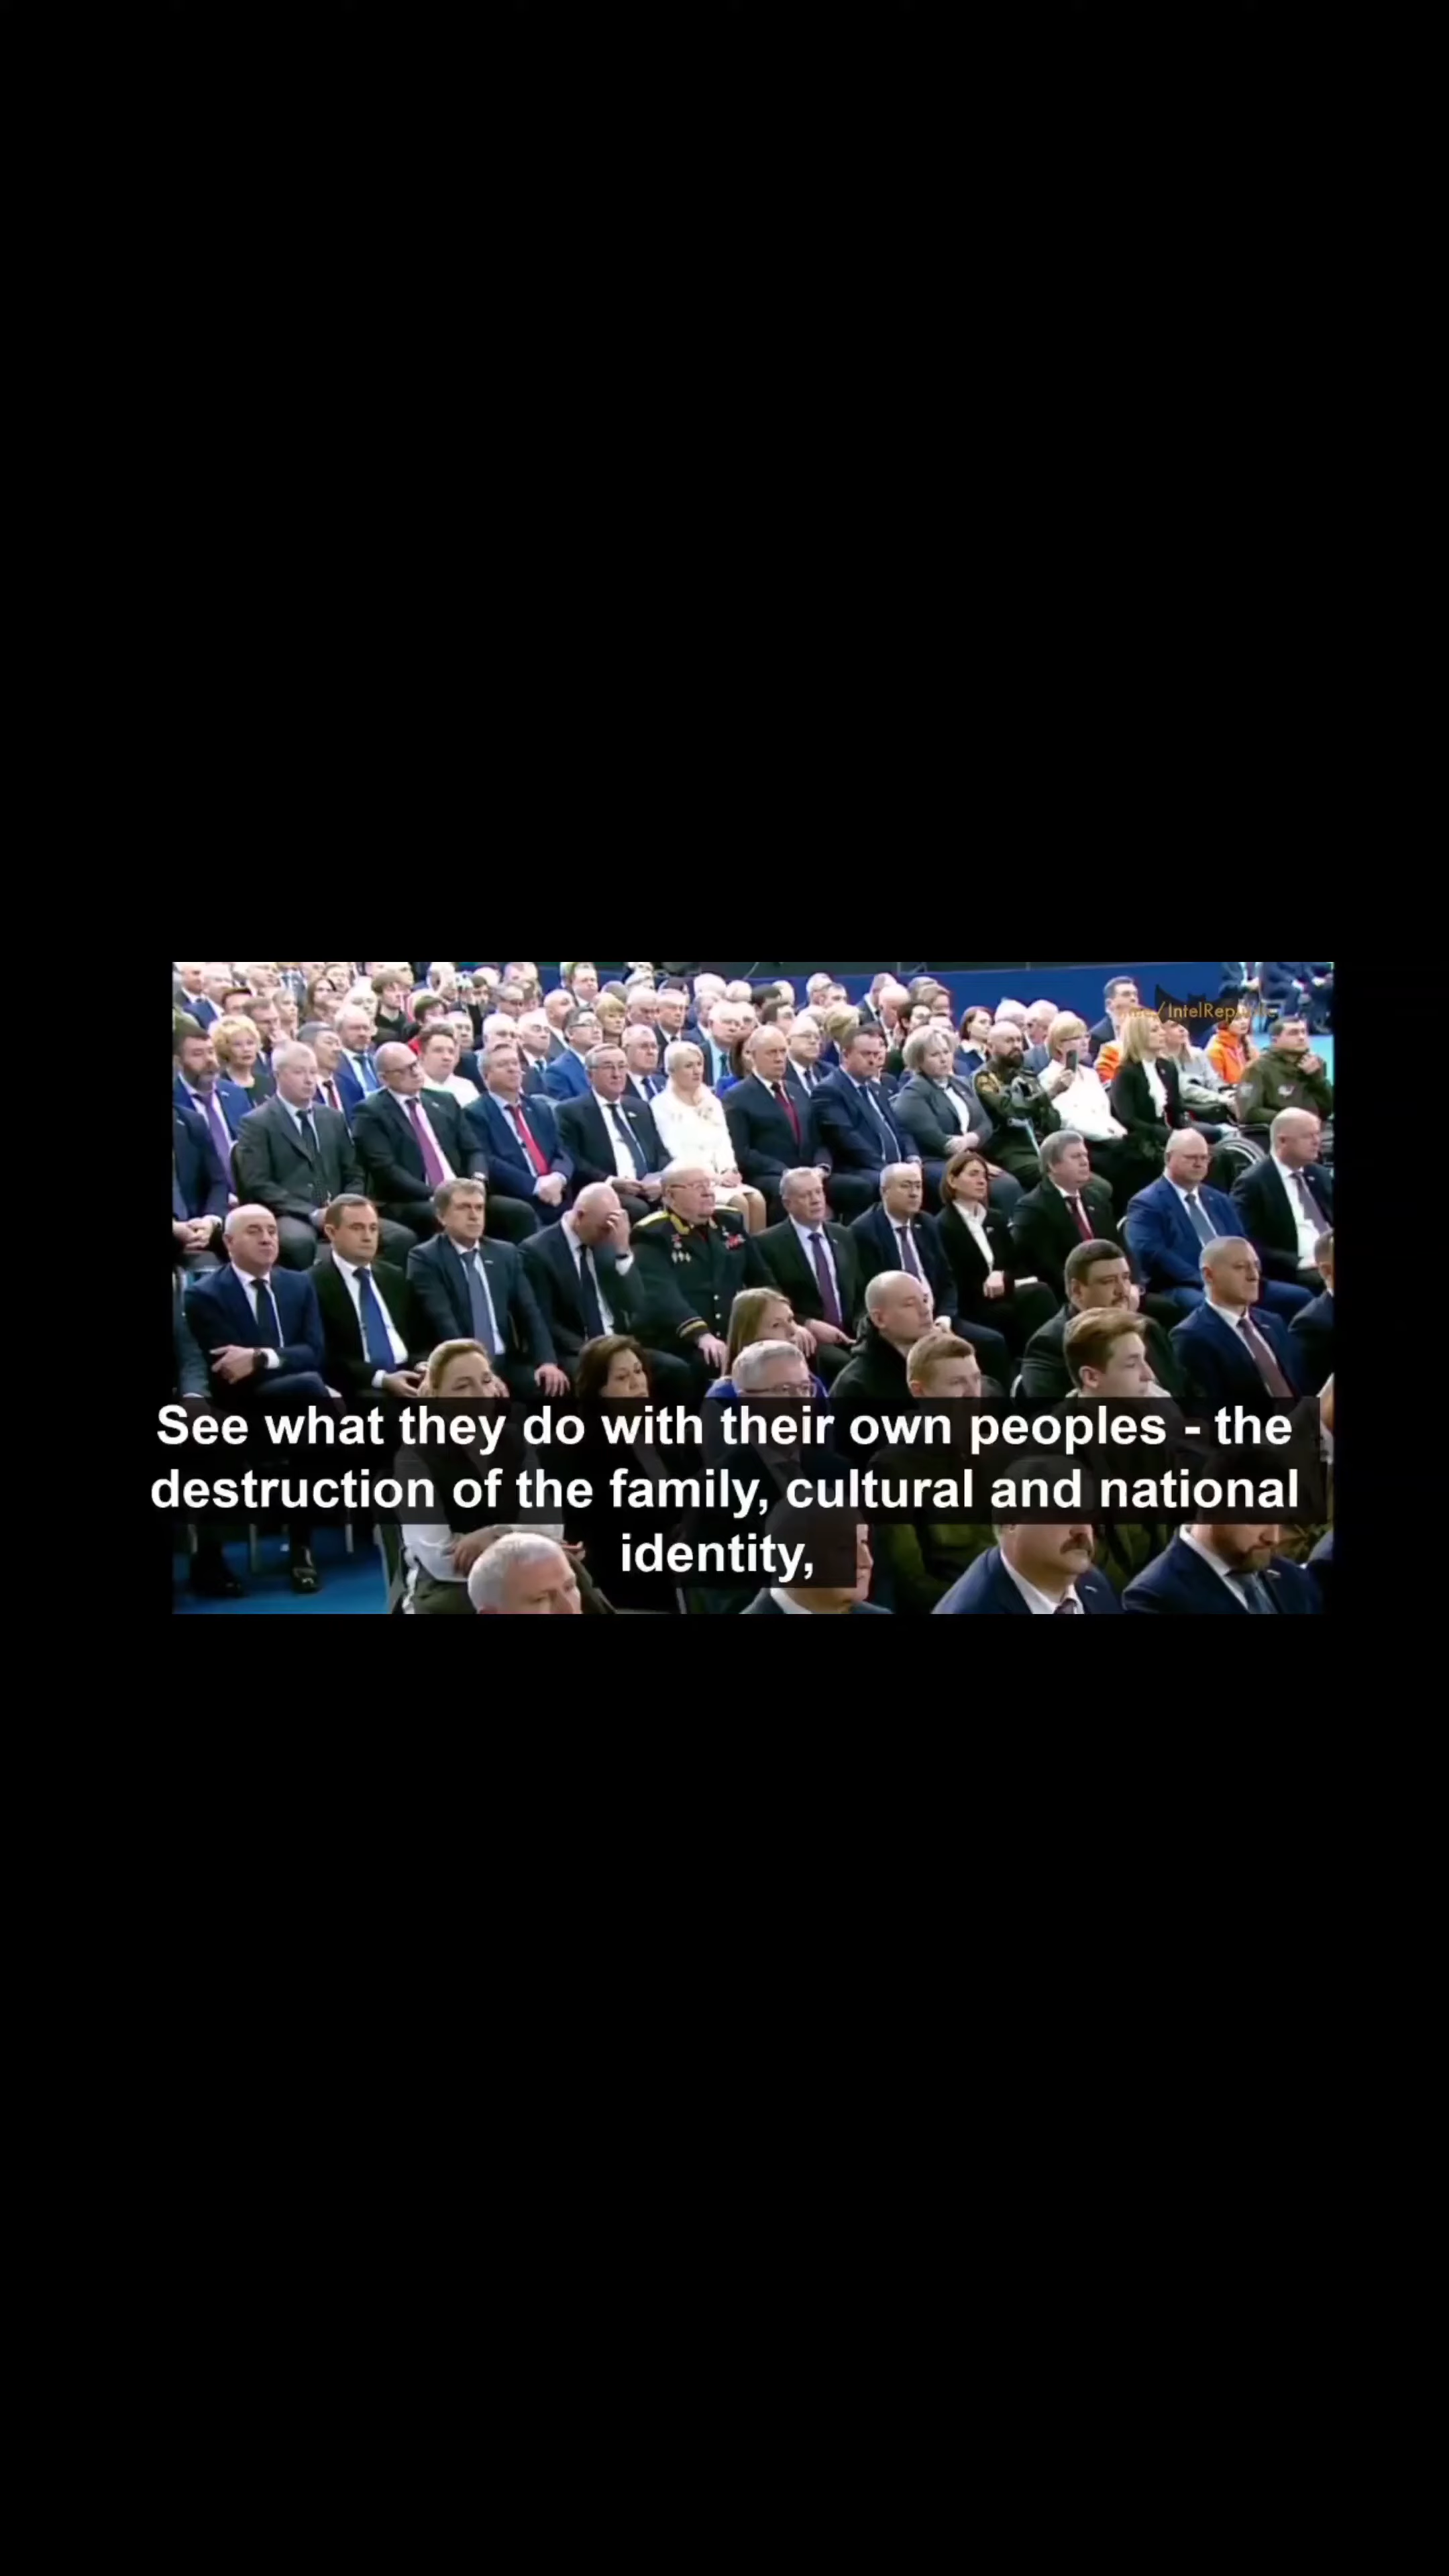 See what they do with their own peoples - the
destruction of the family, cultural and national
identity,